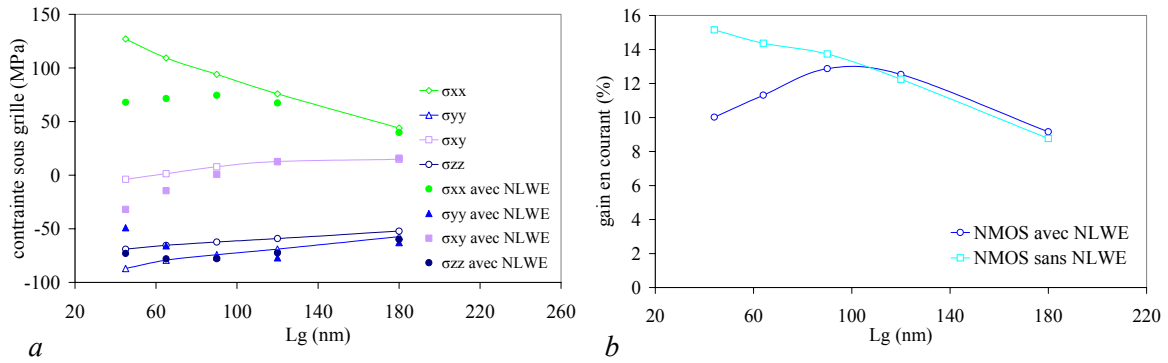 contrainte sous grille (MPa)
150
100
50
0
-50
-100
20 60 100 140 180 220 260
Lg (nm)
σxx
σyy
σxy
σzz
σxx avec NLWE
σyy avec NLWE
σxy avec NLWE
σzz avec NLWE
a
gain en courant (%)
16
14
12
10
8
6
4
2
0
20 60 100 140 180 220
Lg (nm)
NMOS avec NLWE
NMOS sans NLWE
b